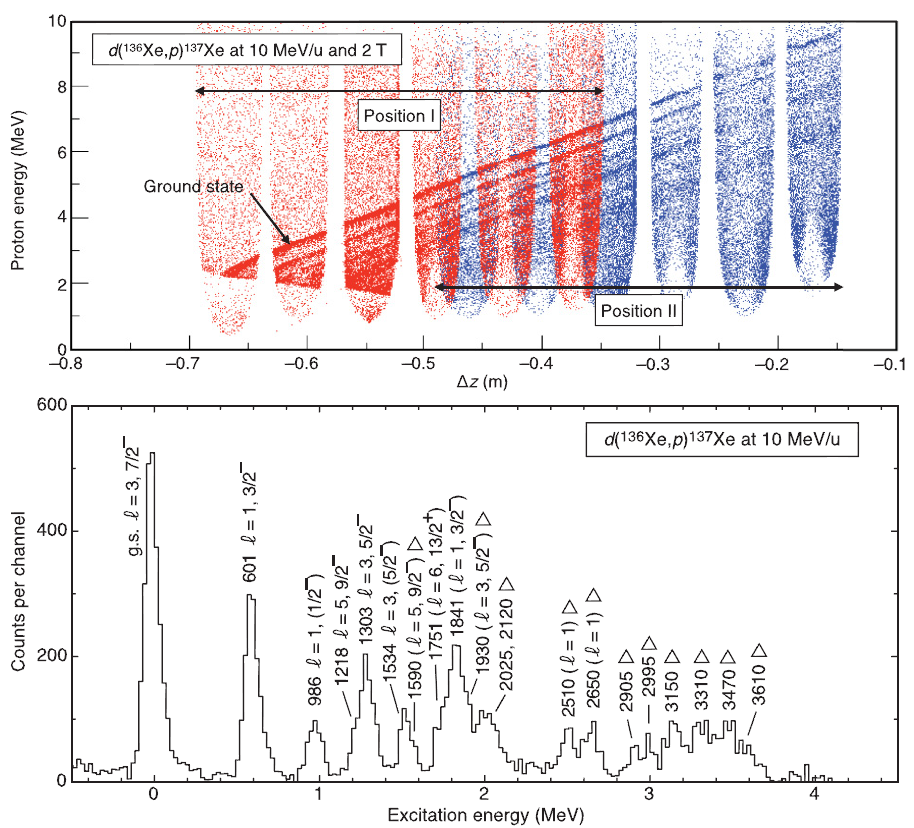 d(¹³⁶Xe,p)¹³⁷Xe at 10 MeV/u and 2 T
Position I
Ground state
Position II
Proton energy (MeV)
10
8
6
4
2
0
–0.8
–0.7
–0.6
–0.5
–0.4
–0.3
–0.2
–0.1
Δz (m)
d(¹³⁶Xe,p)¹³⁷Xe at 10 MeV/u
Counts per channel
600
400
200
0
g.s. ℓ = 3, 7/2⁻
601 ℓ = 1, 3/2⁻
986 ℓ = 1, (1/2⁻)
1218 ℓ = 5, 9/2⁻
1303 ℓ = 3, 5/2⁻
1534 ℓ = 3, (5/2⁻)
1590 (ℓ = 5, 9/2⁻) △
1751 (ℓ = 6, 13/2⁺)
1841 (ℓ = 1, 3/2⁻)
1930 (ℓ = 3, 5/2⁻) △
2025, 2120 △
2510 (ℓ = 1) △
2650 (ℓ = 1) △
2905 △
2995 △
3150 △
3310 △
3470 △
3610 △
0
1
2
3
4
Excitation energy (MeV)